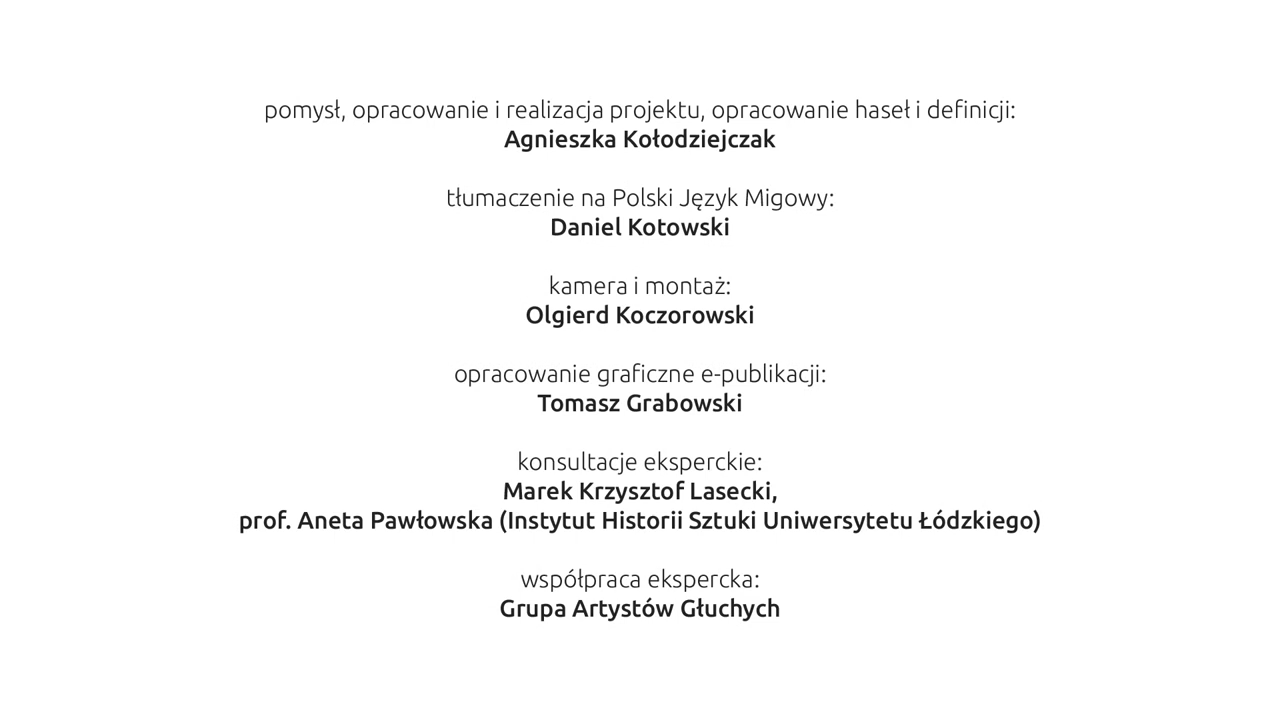 pomysł, opracowanie i realizacja projektu, opracowanie haseł i definicji:
Agnieszka Kołodziejczak
tłumaczenie na Polski Język Migowy:
Daniel Kotowski
kamera i montaż:
Olgierd Koczorowski
opracowanie graficzne e-publikacji:
Tomasz Grabowski
konsultacje eksperckie:
Marek Krzysztof Lasecki,
prof. Aneta Pawłowska (Instytut Historii Sztuki Uniwersytetu Łódzkiego)
współpraca ekspercka:
Grupa Artystów Głuchych